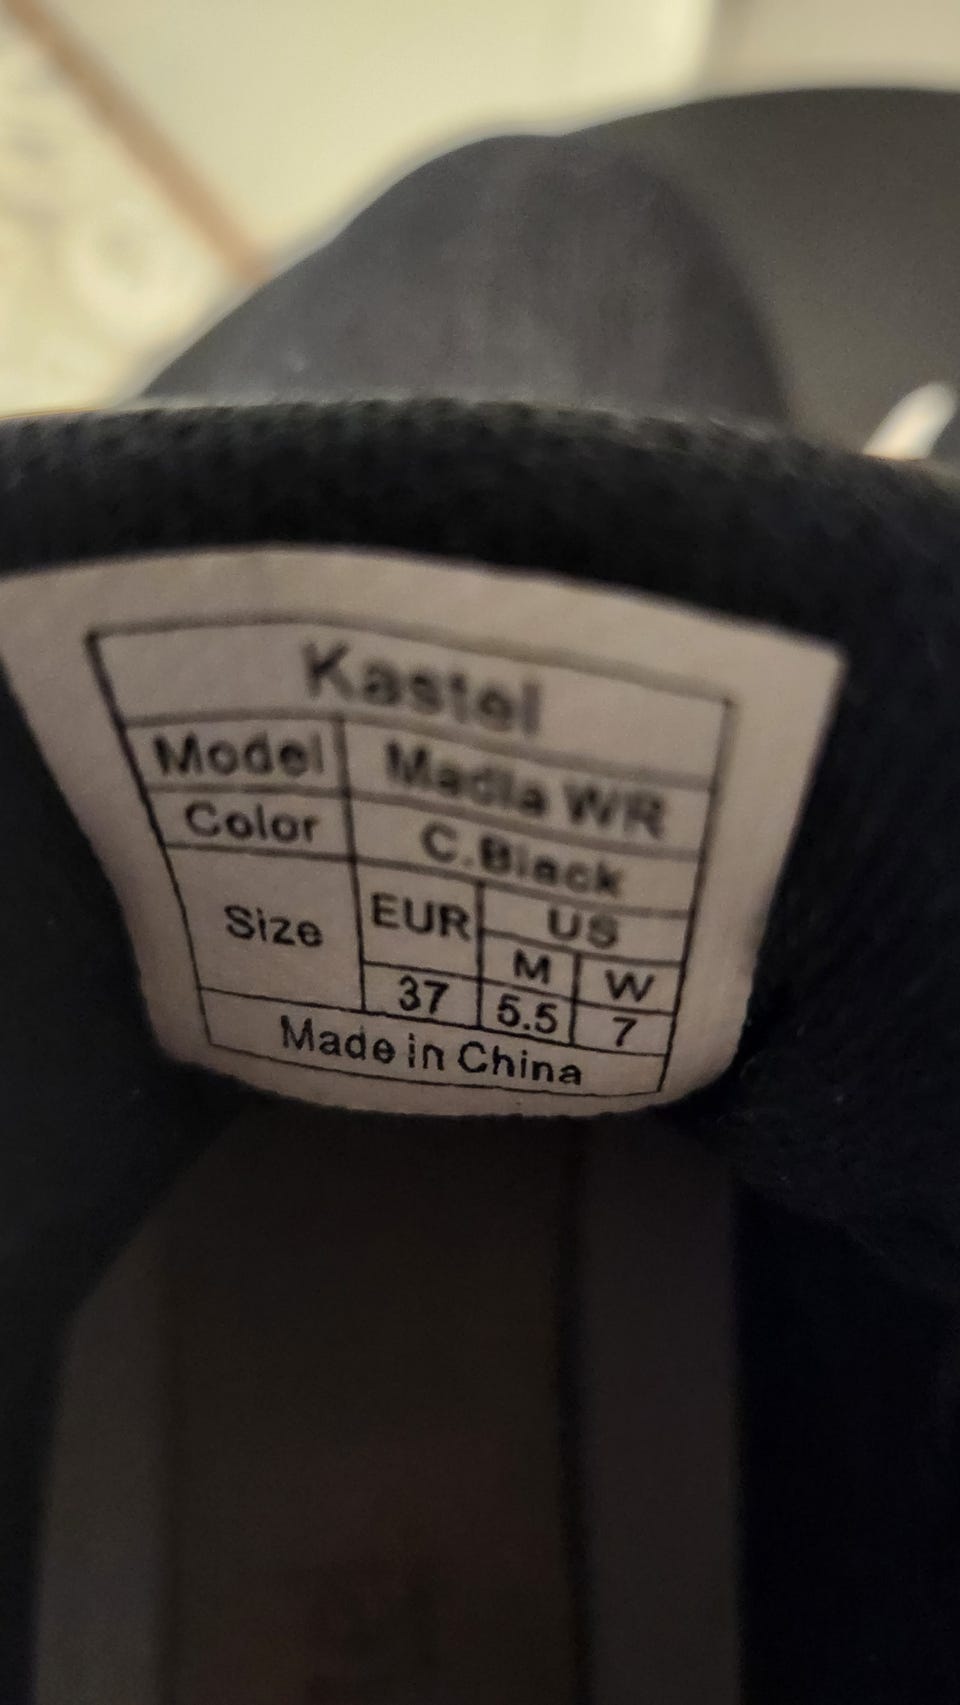 Kastel
Model Madla WR
Color C.Black
Size EUR US
M W
37 5.5 7
Made in China